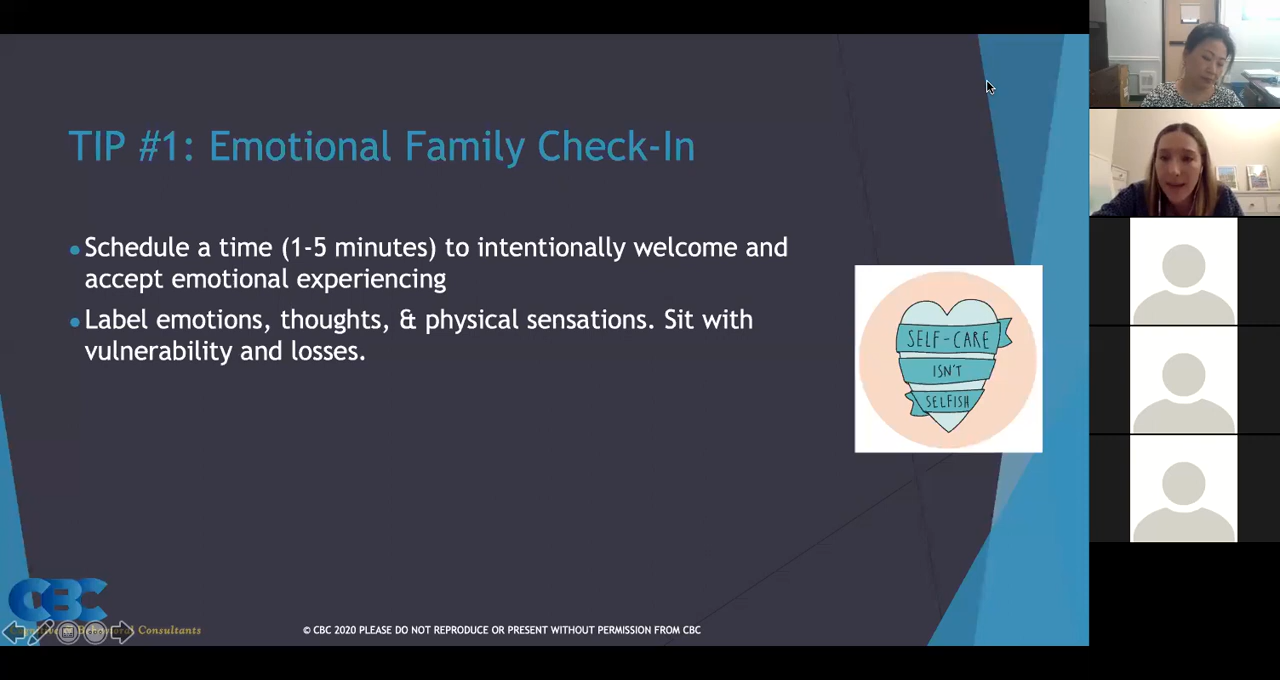 TIP #1: Emotional Family Check-In
Schedule a time (1-5 minutes) to intentionally welcome and
accept emotional experiencing
Label emotions, thoughts, & physical sensations. Sit with
vulnerability and losses.
SELF-CARE
ISN'T
SELFISH
CBC
Cognitive & Behavioral Consultants
© CBC 2020 PLEASE DO NOT REPRODUCE OR PRESENT WITHOUT PERMISSION FROM CBC